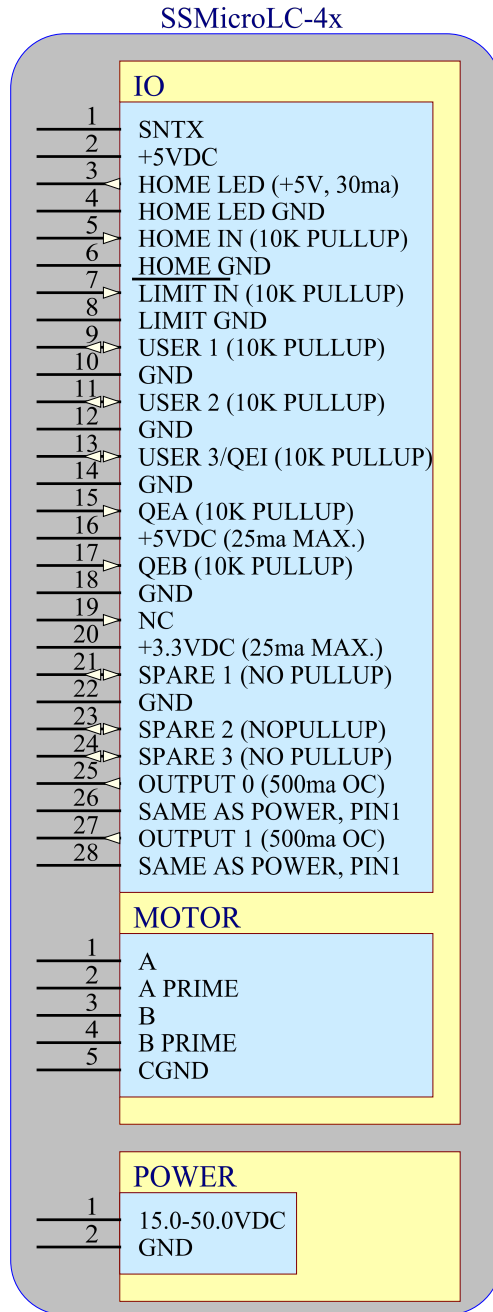 SSMicroLC-4x
IO
1 SNTX
2 +5VDC
3 HOME LED (+5V, 30ma)
4 HOME LED GND
5 HOME IN (10K PULLUP)
6 HOME GND
7 LIMIT IN (10K PULLUP)
8 LIMIT GND
9 USER 1 (10K PULLUP)
10 GND
11 USER 2 (10K PULLUP)
12 GND
13 USER 3/QEI (10K PULLUP)
14 GND
15 QEA (10K PULLUP)
16 +5VDC (25ma MAX.)
17 QEB (10K PULLUP)
18 GND
19 NC
20 +3.3VDC (25ma MAX.)
21 SPARE 1 (NO PULLUP)
22 GND
23 SPARE 2 (NOPULLUP)
24 SPARE 3 (NO PULLUP)
25 OUTPUT 0 (500ma OC)
26 SAME AS POWER, PIN1
27 OUTPUT 1 (500ma OC)
28 SAME AS POWER, PIN1
MOTOR
1 A
2 A PRIME
3 B
4 B PRIME
5 CGND
POWER
1 15.0-50.0VDC
2 GND